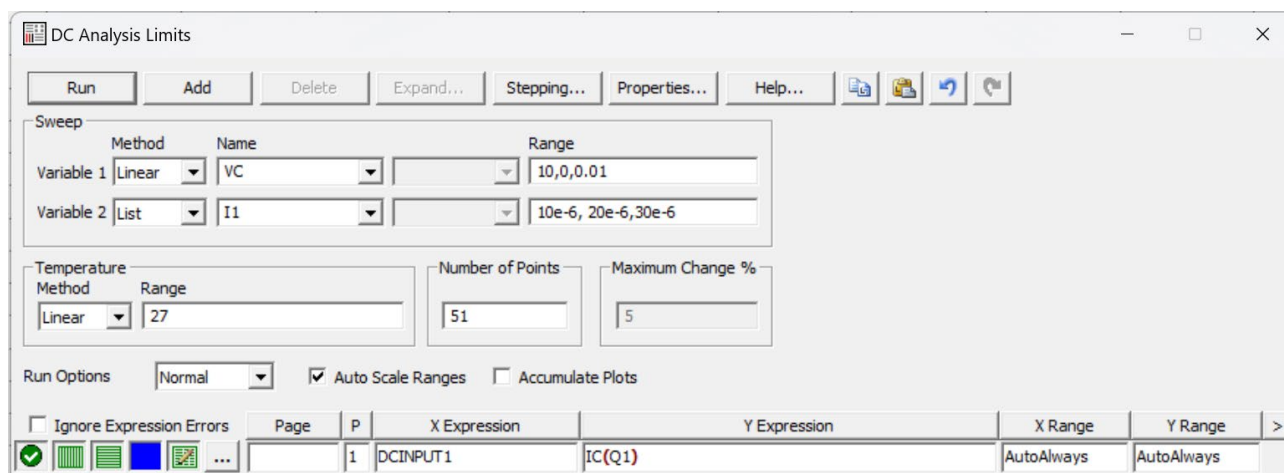 DC Analysis Limits
Run Add Delete Expand... Stepping... Properties... Help...
Sweep
Method Name Range
Variable 1 Linear VC 10,0,0.01
Variable 2 List I1 10e-6, 20e-6,30e-6
Temperature Number of Points Maximum Change %
Method Range
Linear 27 51 5
Run Options Normal Auto Scale Ranges Accumulate Plots
Ignore Expression Errors Page P X Expression Y Expression X Range Y Range >
... 1 DCINPUT1 IC(Q1) AutoAlways AutoAlways